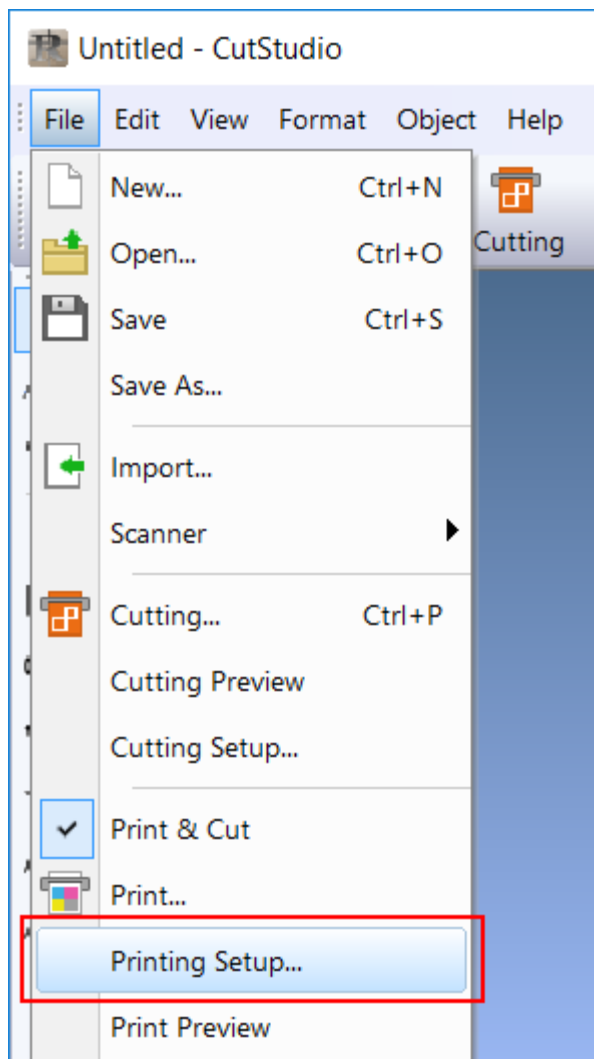 Untitled - CutStudio
File Edit View Format Object Help
New... Ctrl+N
Cutting
Open... Ctrl+O
Save Ctrl+S
Save As...
Import...
Scanner
Cutting... Ctrl+P
Cutting Preview
Cutting Setup...
Print & Cut
Print...
Printing Setup...
Print Preview